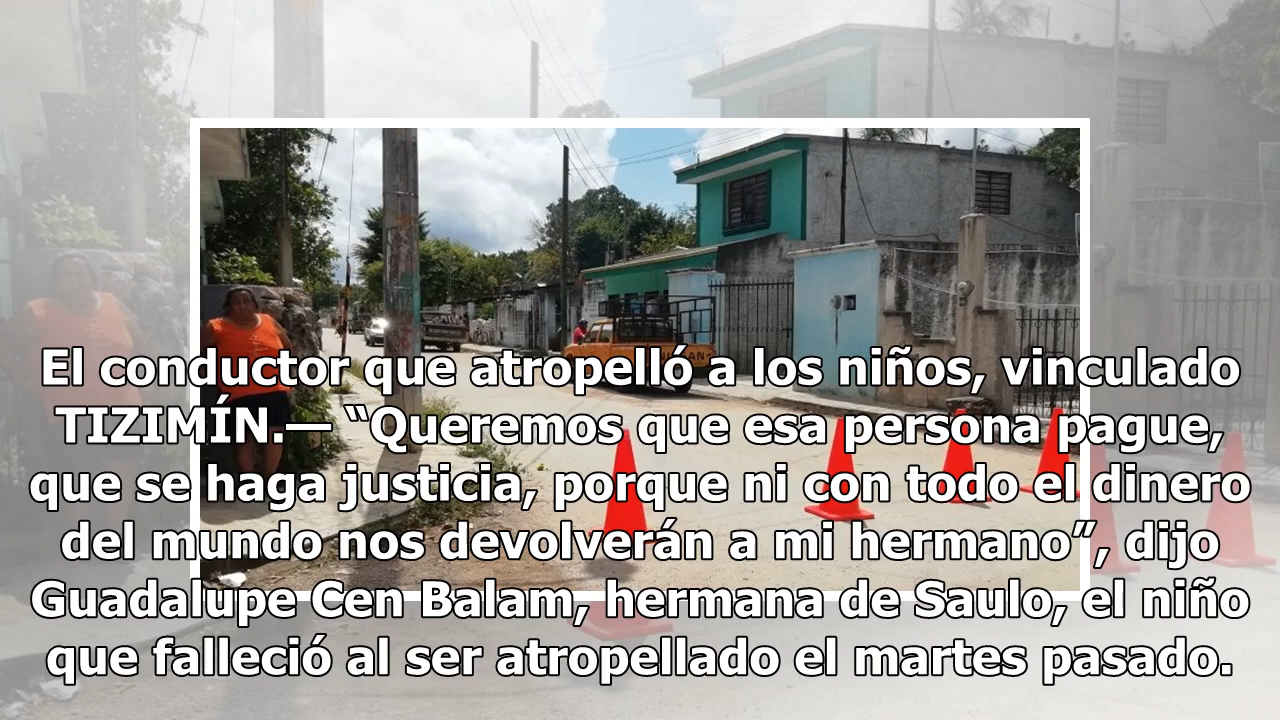 El conductor que atropelló a los niños, vinculado
TIZIMÍN.— “Queremos que esa persona pague,
que se haga justicia, porque ni con todo el dinero
del mundo nos devolverán a mi hermano”, dijo
Guadalupe Cen Balam, hermana de Saulo, el niño
que falleció al ser atropellado el martes pasado.